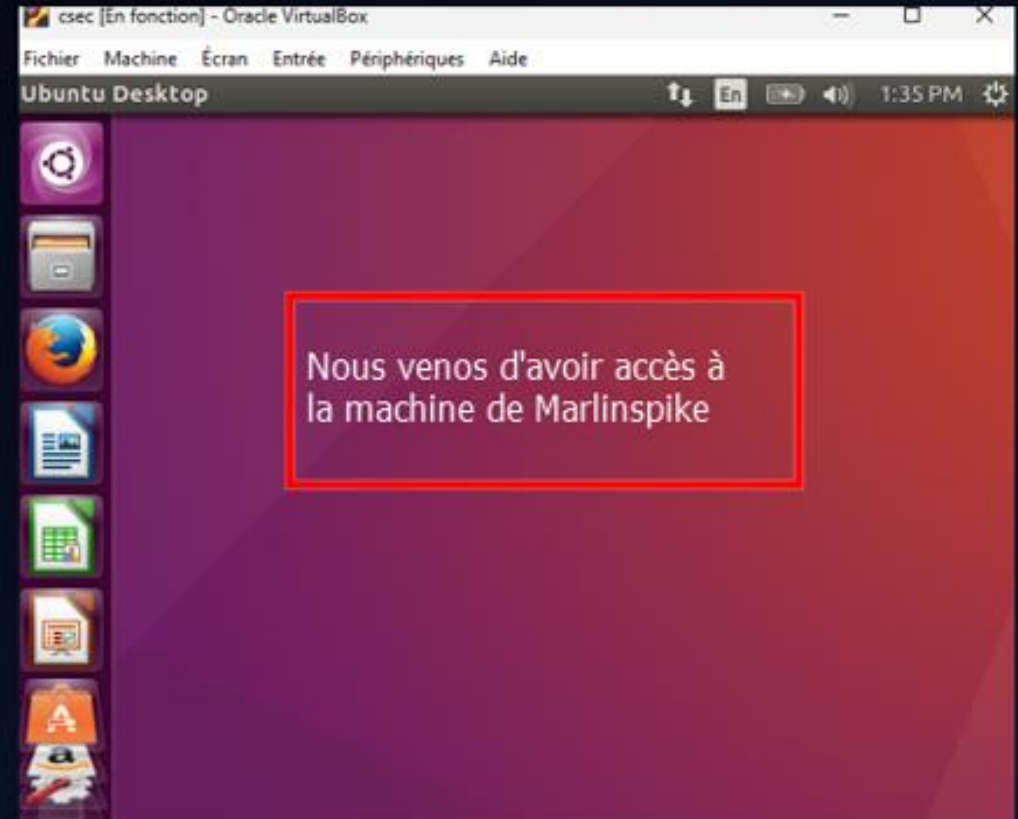 csec [En fonction] - Oracle VirtualBox
Fichier Machine Écran Entrée Périphériques Aide
Ubuntu Desktop En 1:35 PM
Nous venos d'avoir accès à
la machine de Marlinspike
A
a